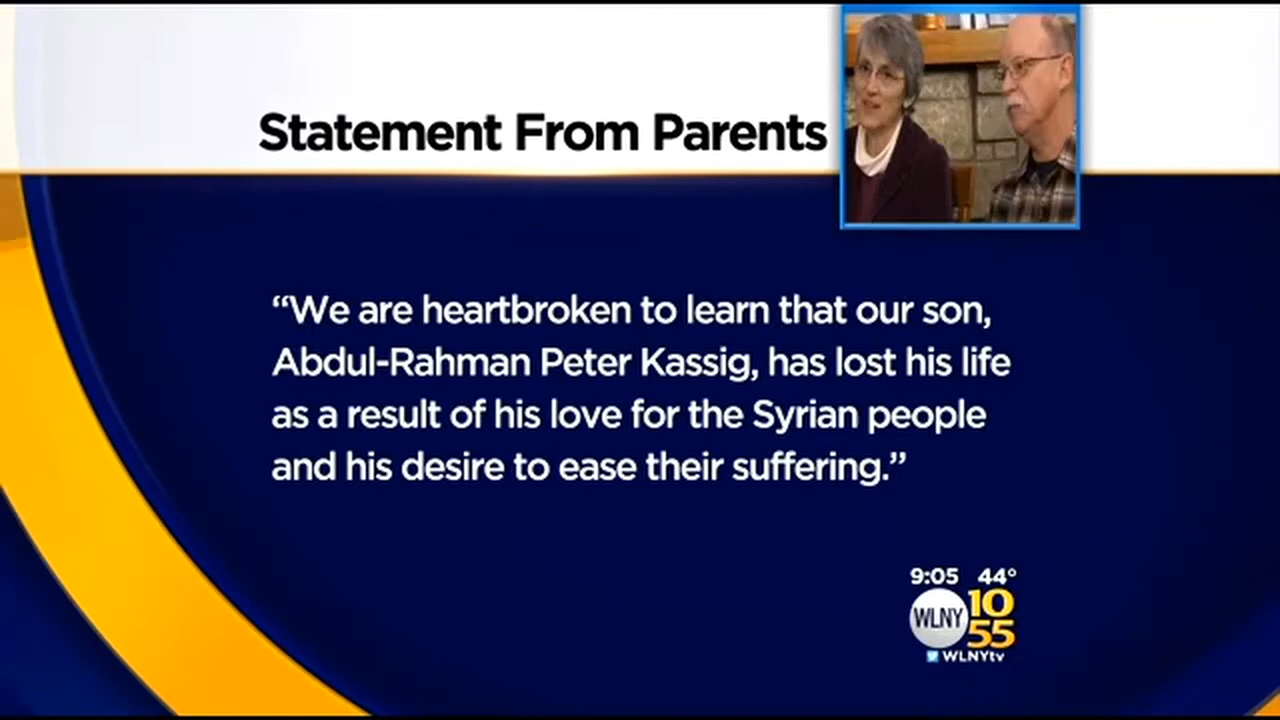 Statement From Parents
“We are heartbroken to learn that our son,
Abdul-Rahman Peter Kassig, has lost his life
as a result of his love for the Syrian people
and his desire to ease their suffering.”
9:05 44°
WLNY 10
55
WLNYtv